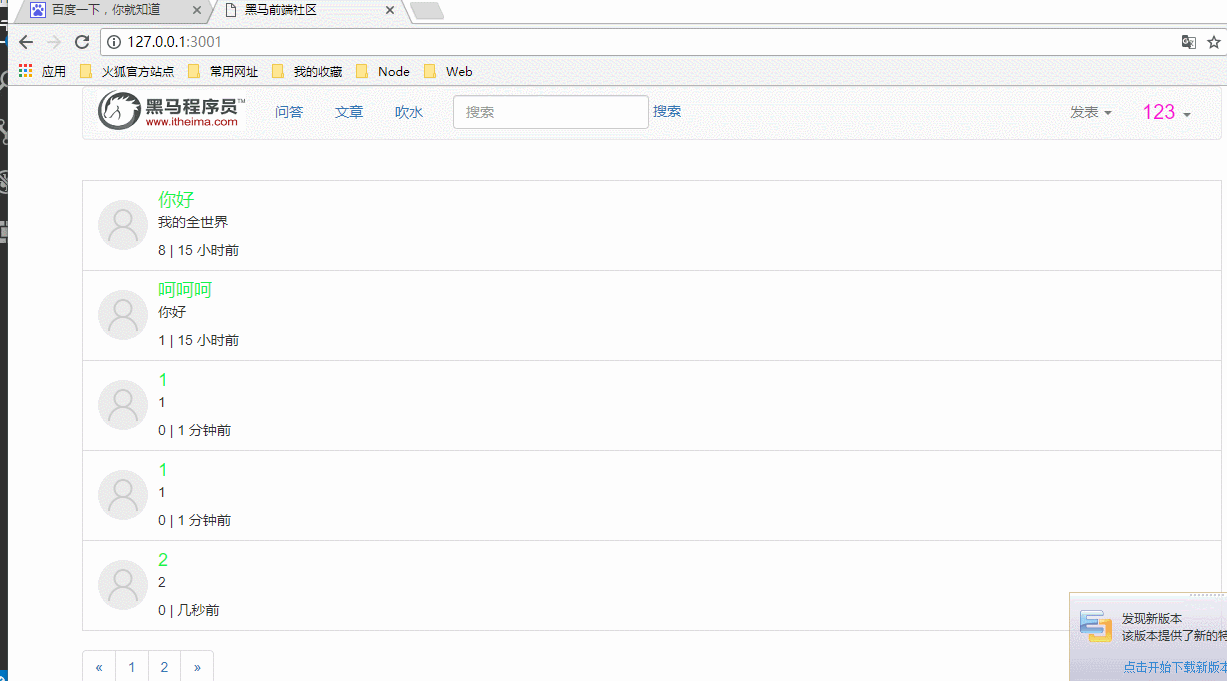 百度一下，你就知道
黑马前端社区
127.0.0.1:3001
应用 火狐官方站点 常用网址 我的收藏 Node Web
黑马程序员™
www.itheima.com
问答 文章 吹水 搜索 搜索 发表 123
你好
我的全世界
8 | 15 小时前
呵呵呵
你好
1 | 15 小时前
1
1
0 | 1 分钟前
1
1
0 | 1 分钟前
2
2
0 | 几秒前
« 1 2 »
发现新版本
该版本提供了新的特
点击开始下载新版本